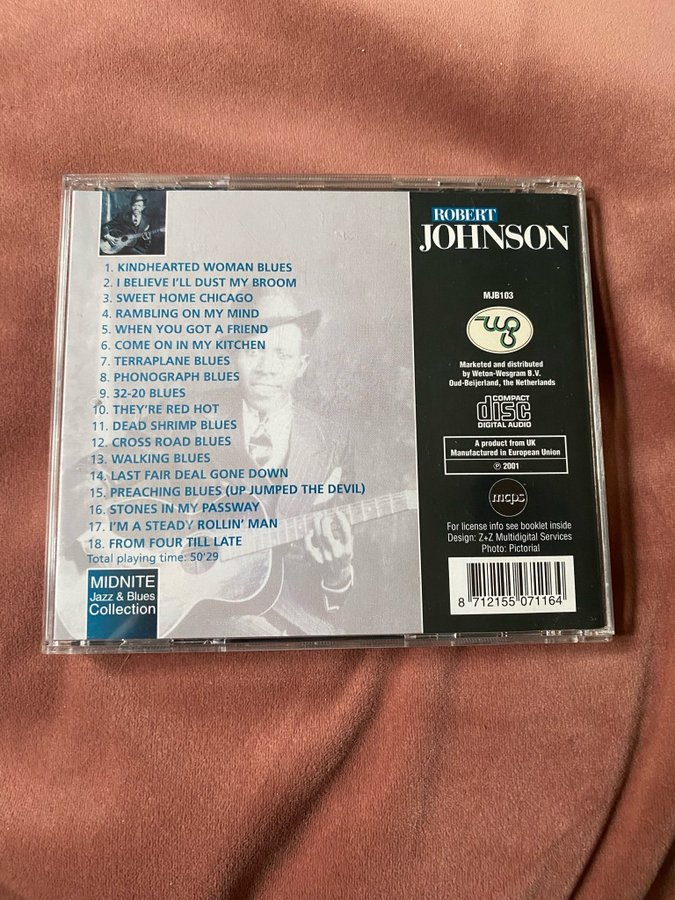 1. KINDHEARTED WOMAN BLUES
2. I BELIEVE I'LL DUST MY BROOM
3. SWEET HOME CHICAGO
4. RAMBLING ON MY MIND
5. WHEN YOU GOT A FRIEND
6. COME ON IN MY KITCHEN
7. TERRAPLANE BLUES
8. PHONOGRAPH BLUES
9. 32-20 BLUES
10. THEY'RE RED HOT
11. DEAD SHRIMP BLUES
12. CROSS ROAD BLUES
13. WALKING BLUES
14. LAST FAIR DEAL GONE DOWN
15. PREACHING BLUES (UP JUMPED THE DEVIL)
16. STONES IN MY PASSWAY
17. I'M A STEADY ROLLIN' MAN
18. FROM FOUR TILL LATE
Total playing time: 50'29
MIDNITE
Jazz & Blues
Collection
ROBERT
JOHNSON
MJB103
Marketed and distributed
by Weton-Wesgram B.V.
Oud-Beijerland, the Netherlands
COMPACT
disc
DIGITAL AUDIO
A product from UK
Manufactured in European Union
℗ 2001
mcps
For license info see booklet inside
Design: Z+Z Multidigital Services
Photo: Pictorial
8 712155 071164